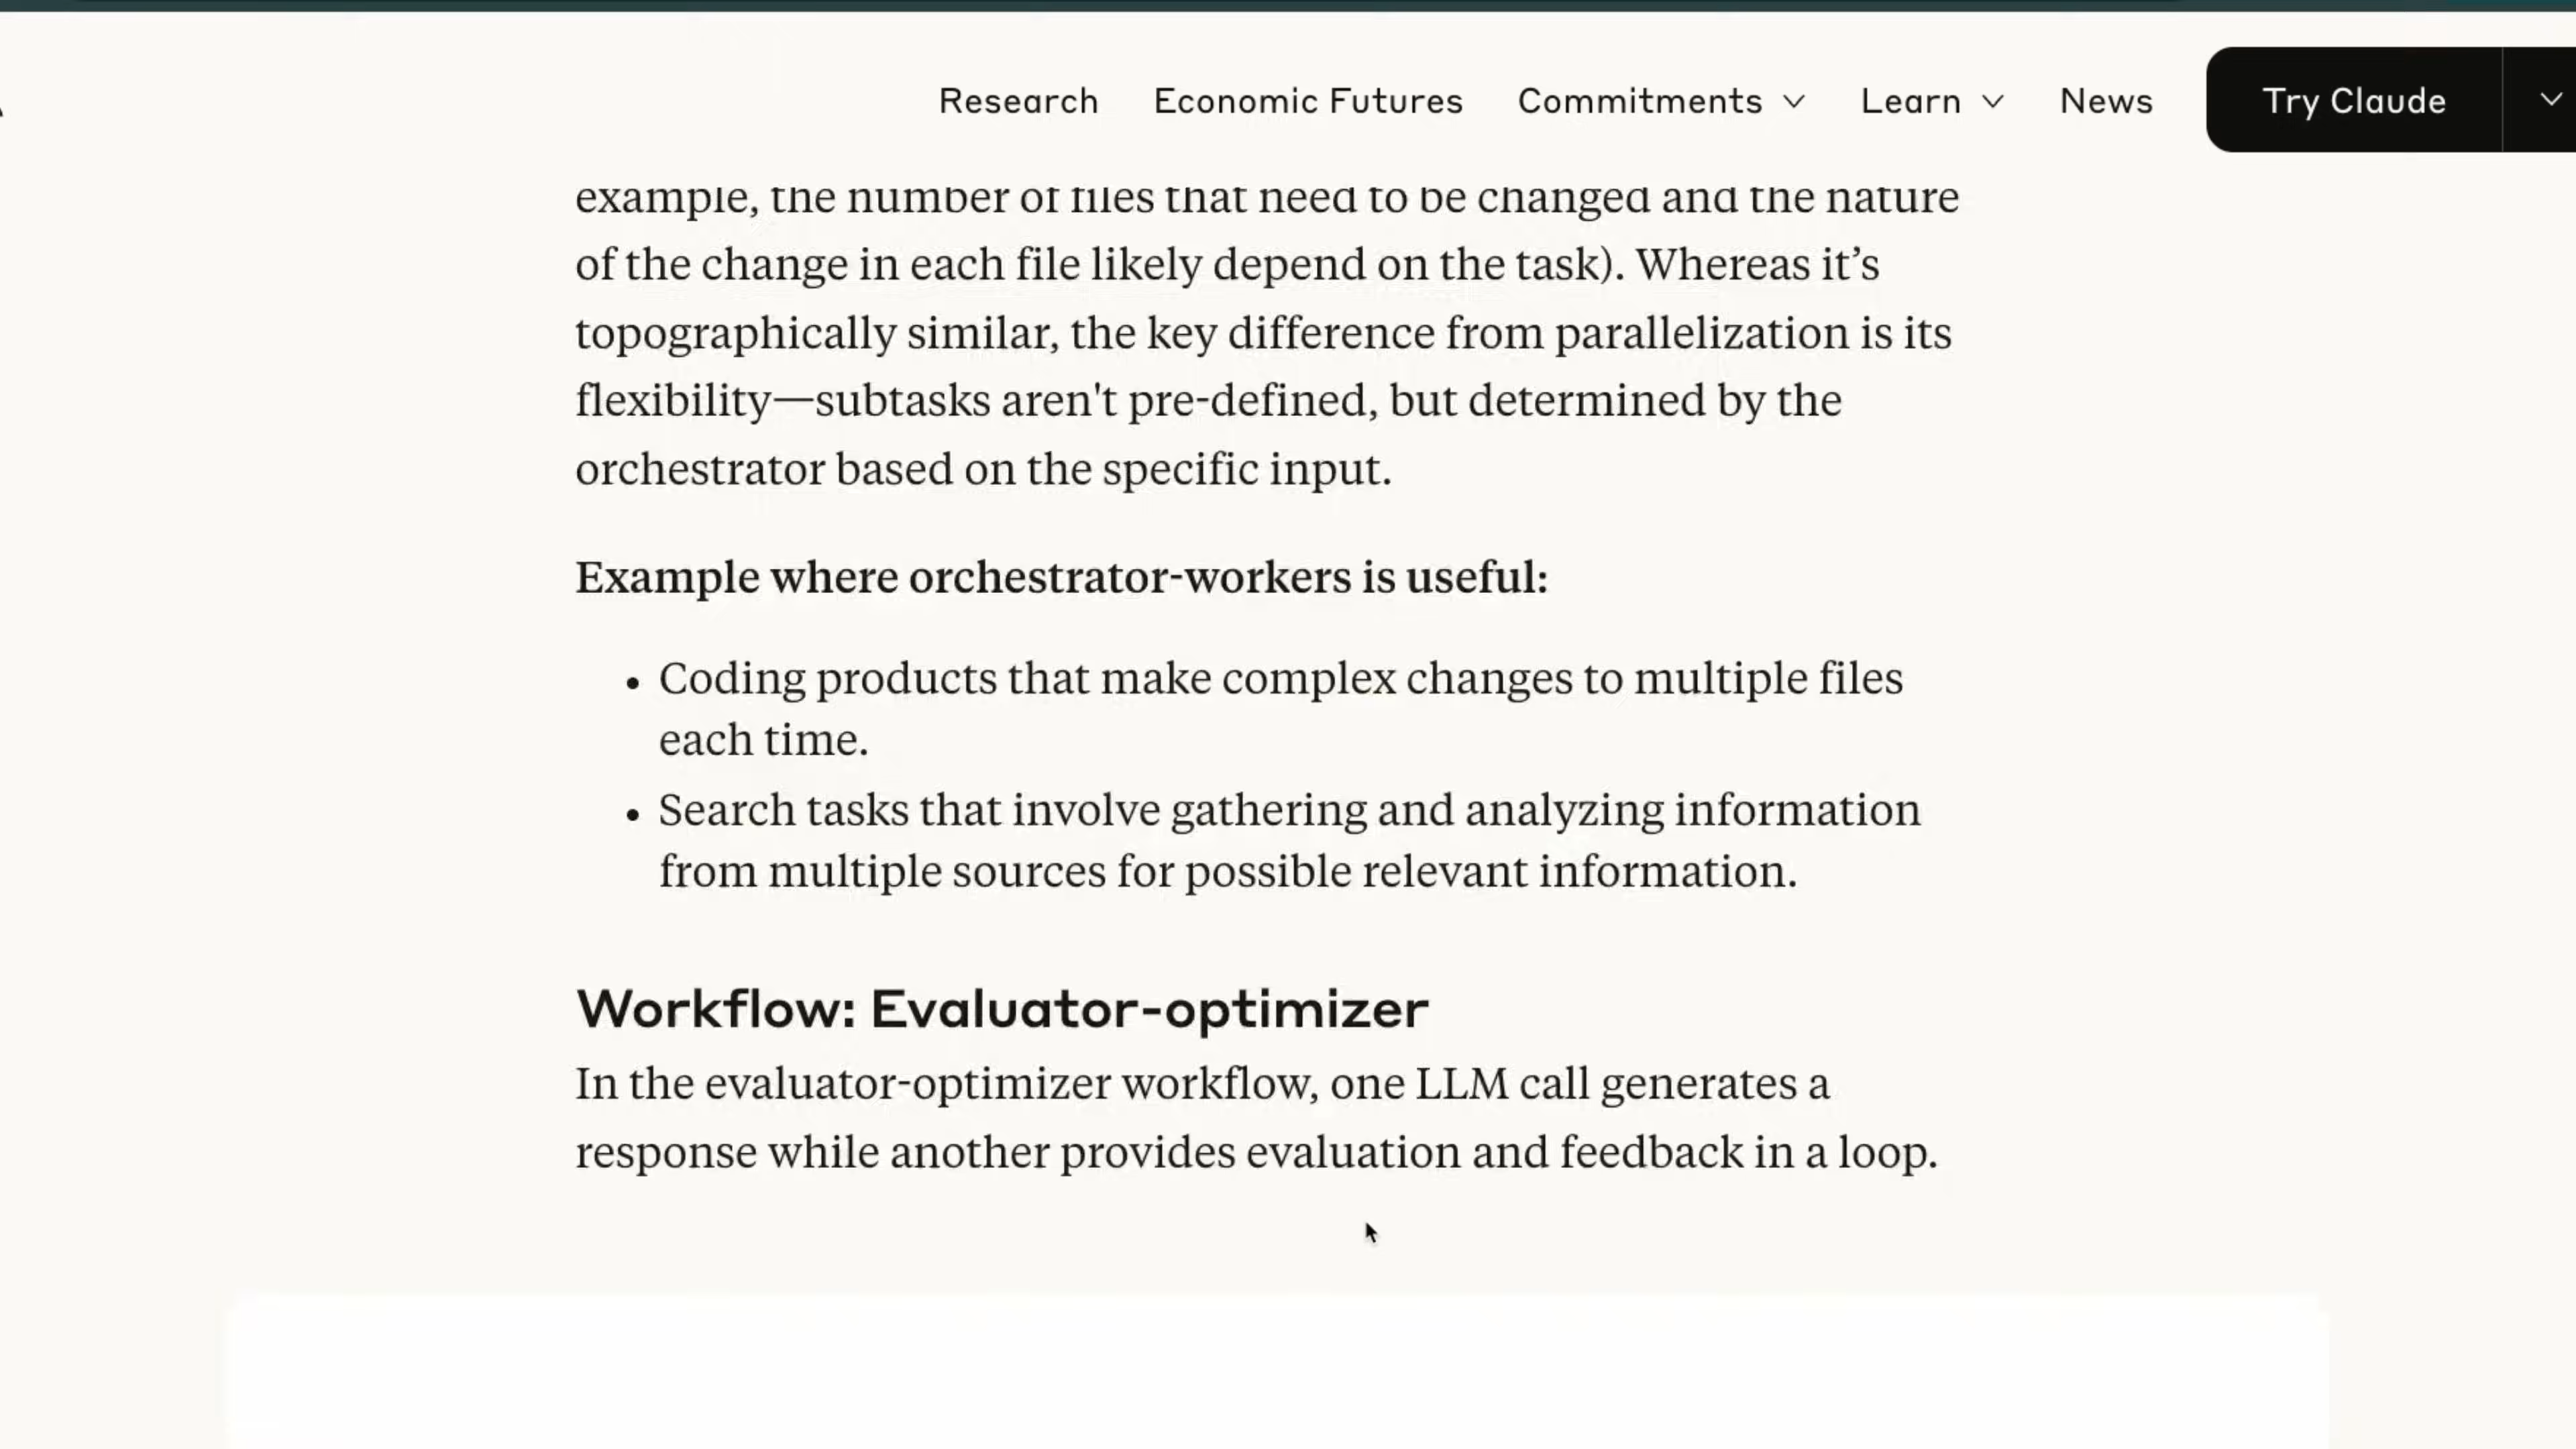 Research Economic Futures Commitments Learn News Try Claude
example, the number of files that need to be changed and the nature
of the change in each file likely depend on the task). Whereas it’s
topographically similar, the key difference from parallelization is its
flexibility—subtasks aren't pre-defined, but determined by the
orchestrator based on the specific input.
Example where orchestrator-workers is useful:
• Coding products that make complex changes to multiple files
each time.
• Search tasks that involve gathering and analyzing information
from multiple sources for possible relevant information.
Workflow: Evaluator-optimizer
In the evaluator-optimizer workflow, one LLM call generates a
response while another provides evaluation and feedback in a loop.